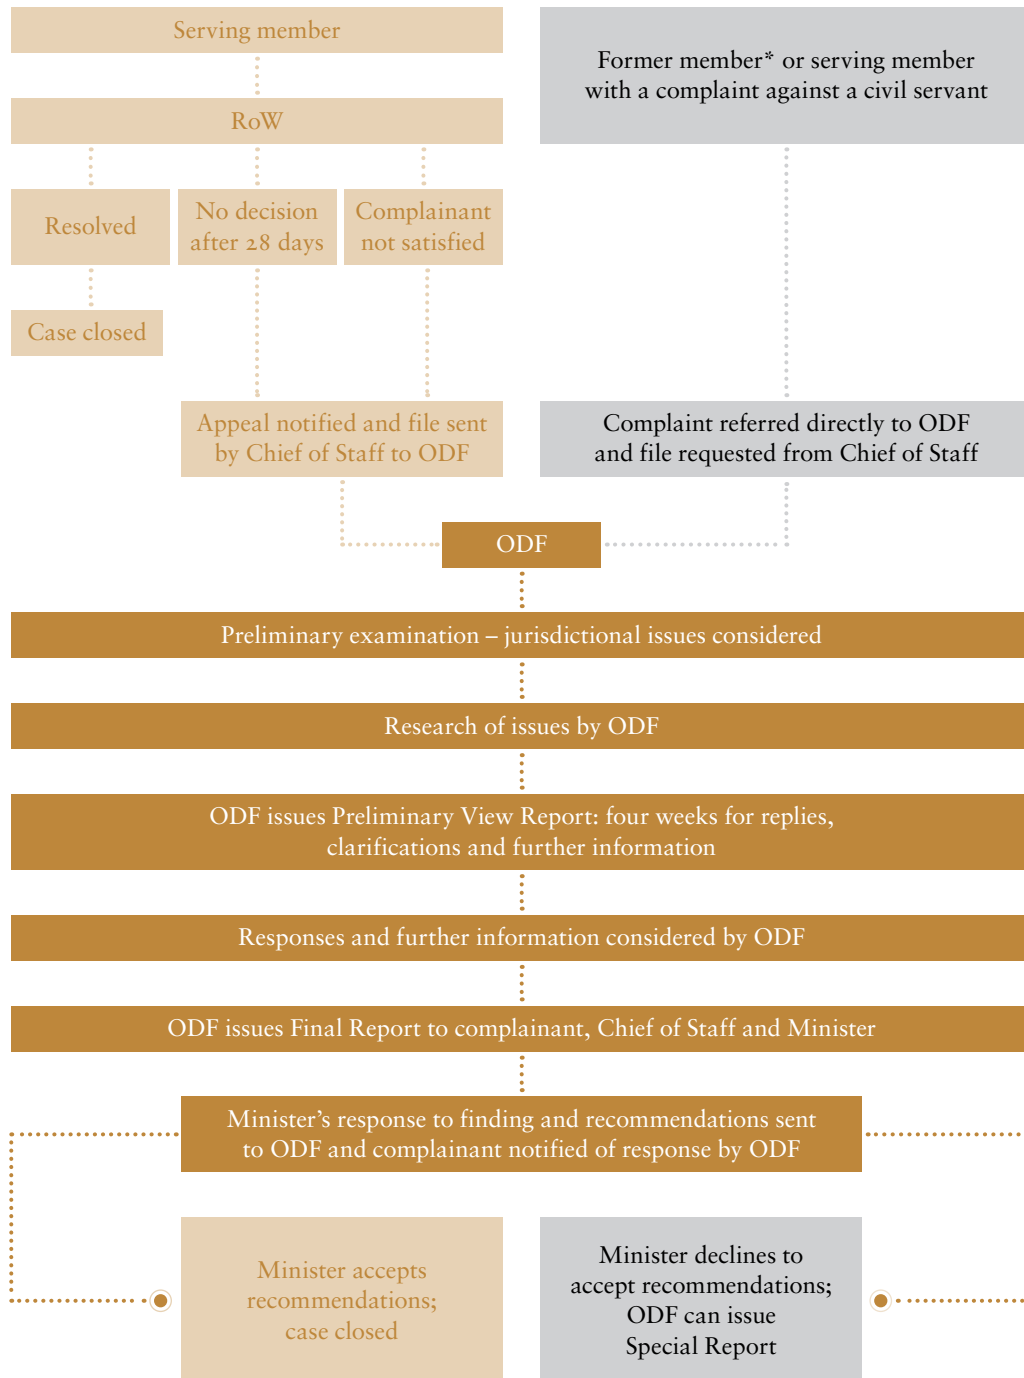 Serving member
Former member* or serving member
with a complaint against a civil servant
RoW
Resolved
No decision
after 28 days
Complainant
not satisfied
Case closed
Appeal notified and file sent
by Chief of Staff to ODF
Complaint referred directly to ODF
and file requested from Chief of Staff
ODF
Preliminary examination – jurisdictional issues considered
Research of issues by ODF
ODF issues Preliminary View Report: four weeks for replies,
clarifications and further information
Responses and further information considered by ODF
ODF issues Final Report to complainant, Chief of Staff and Minister
Minister’s response to finding and recommendations sent
to ODF and complainant notified of response by ODF
Minister accepts
recommendations;
case closed
Minister declines to
accept recommendations;
ODF can issue
Special Report